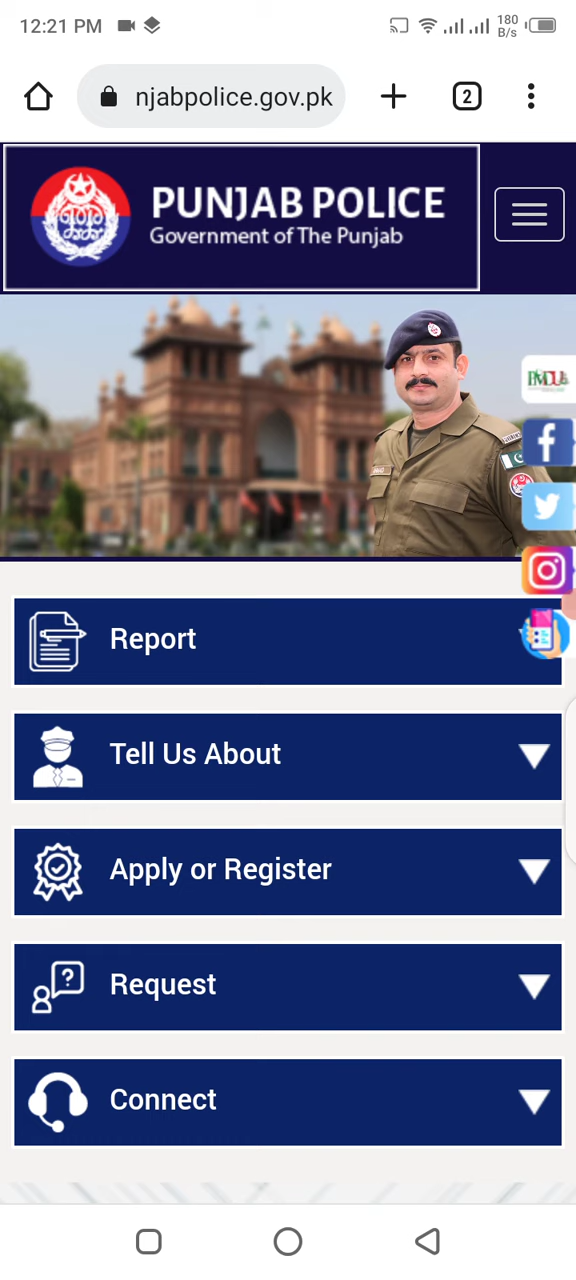 12:21 PM
180
B/s
njabpolice.gov.pk
2
PUNJAB POLICE
Government of The Punjab
PMDU
f
Report
Tell Us About
Apply or Register
?
Request
Connect